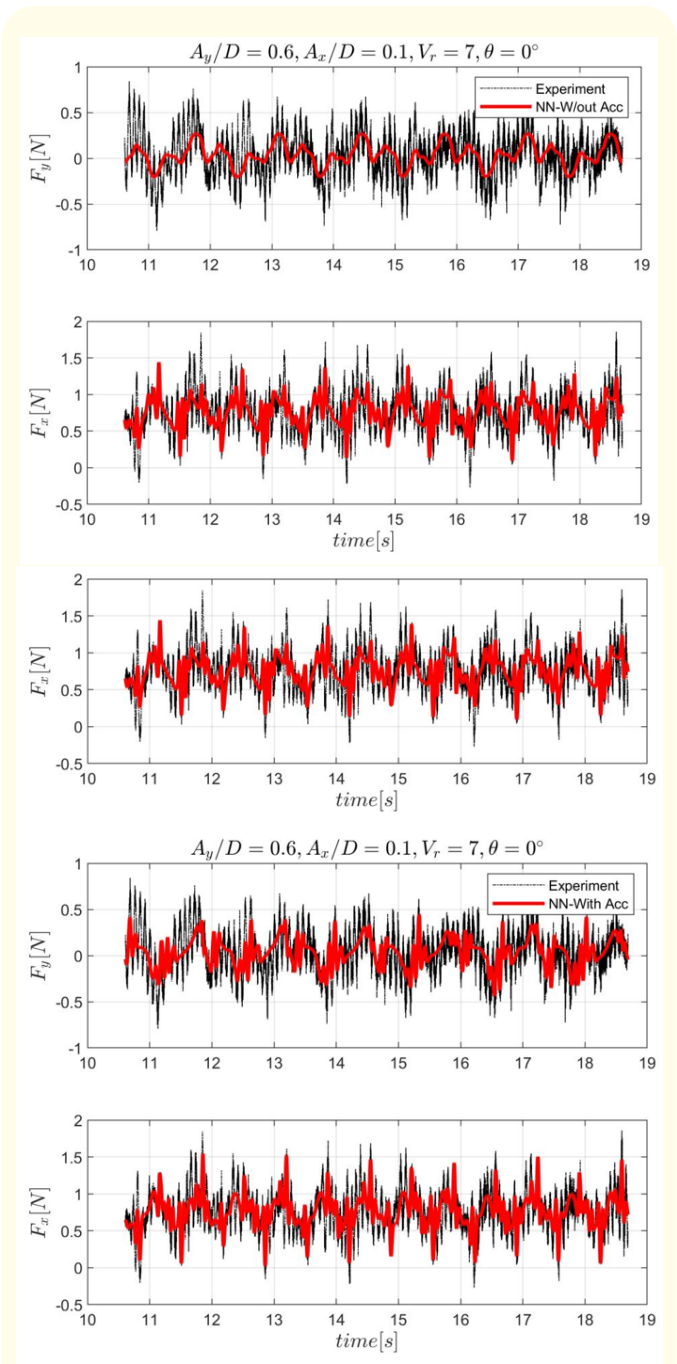 A_y/D = 0.6, A_x/D = 0.1, V_r = 7, θ = 0°
1
0.5
0
-0.5
-1
F_y[N]
Experiment
NN-W/out Acc
10 11 12 13 14 15 16 17 18 19
2
1.5
1
0.5
0
-0.5
F_x[N]
10 11 12 13 14 15 16 17 18 19
time[s]
2
1.5
1
0.5
0
-0.5
F_x[N]
10 11 12 13 14 15 16 17 18 19
time[s]
A_y/D = 0.6, A_x/D = 0.1, V_r = 7, θ = 0°
1
0.5
0
-0.5
-1
F_y[N]
Experiment
NN-With Acc
10 11 12 13 14 15 16 17 18 19
2
1.5
1
0.5
0
-0.5
F_x[N]
10 11 12 13 14 15 16 17 18 19
time[s]